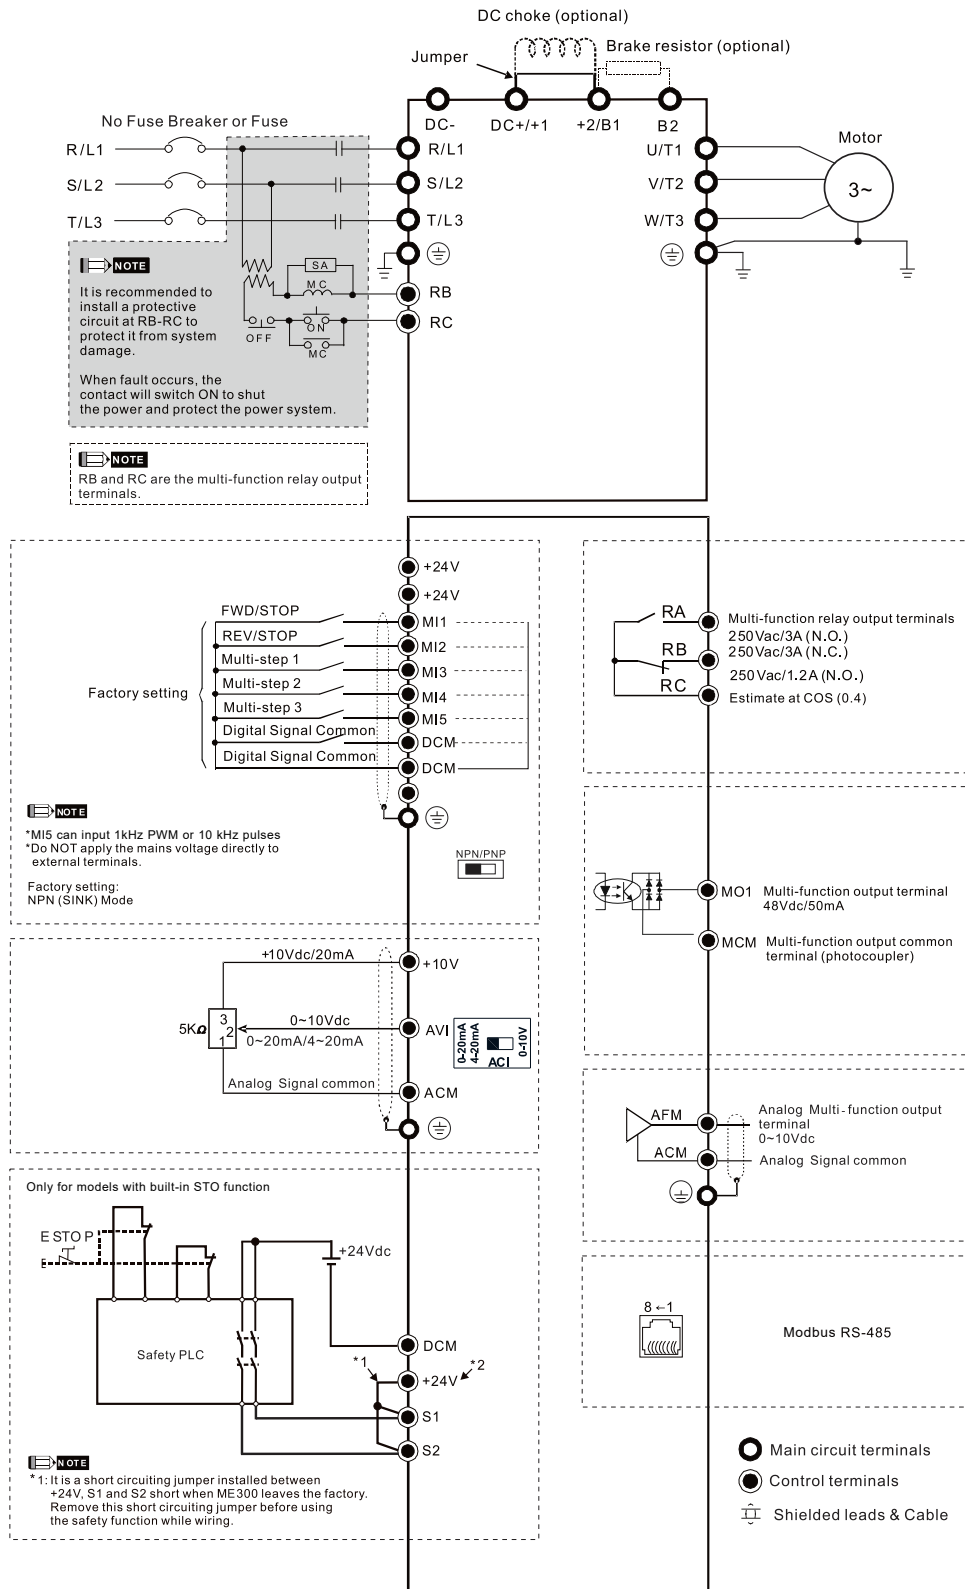 DC choke (optional)
Brake resistor (optional)
Jumper
No Fuse Breaker or Fuse
DC-
DC+/+1
+2/B1
B2
Motor
R/L1
R/L1
U/T1
S/L2
S/L2
V/T2
3~
T/L3
T/L3
W/T3
NOTE
It is recommended to
install a protective
circuit at RB-RC to
protect it from system
damage.
When fault occurs, the
contact will switch ON to shut
the power and protect the power system.
SA
MC
RB
RC
OFF
ON
MC
NOTE
RB and RC are the multi-function relay output
terminals.
+24V
+24V
FWD/STOP
MI1
REV/STOP
MI2
Multi-step 1
MI3
Factory setting
Multi-step 2
MI4
Multi-step 3
MI5
Digital Signal Common
DCM
Digital Signal Common
DCM
NOTE
*MI5 can input 1kHz PWM or 10 kHz pulses
*Do NOT apply the mains voltage directly to
external terminals.
Factory setting:
NPN (SINK) Mode
NPN/PNP
RA
Multi-function relay output terminals
250Vac/3A (N.O.)
RB
250Vac/3A (N.C.)
250Vac/1.2A (N.O.)
RC
Estimate at COS (0.4)
MO1
Multi-function output terminal
48Vdc/50mA
MCM
Multi-function output common
terminal (photocoupler)
+10Vdc/20mA
+10V
5KΩ
3
2
1
0~10Vdc
0~20mA/4~20mA
AVI
0-20mA
4-20mA
ACI
0-10V
Analog Signal common
ACM
AFM
Analog Multi-function output
terminal
0~10Vdc
ACM
Analog Signal common
Only for models with built-in STO function
ESTOP
+24Vdc
Safety PLC
DCM
*1
*2
+24V
S1
S2
NOTE
*1: It is a short circuiting jumper installed between
+24V, S1 and S2 short when ME300 leaves the factory.
Remove this short circuiting jumper before using
the safety function while wiring.
8←1
Modbus RS-485
Main circuit terminals
Control terminals
Shielded leads & Cable